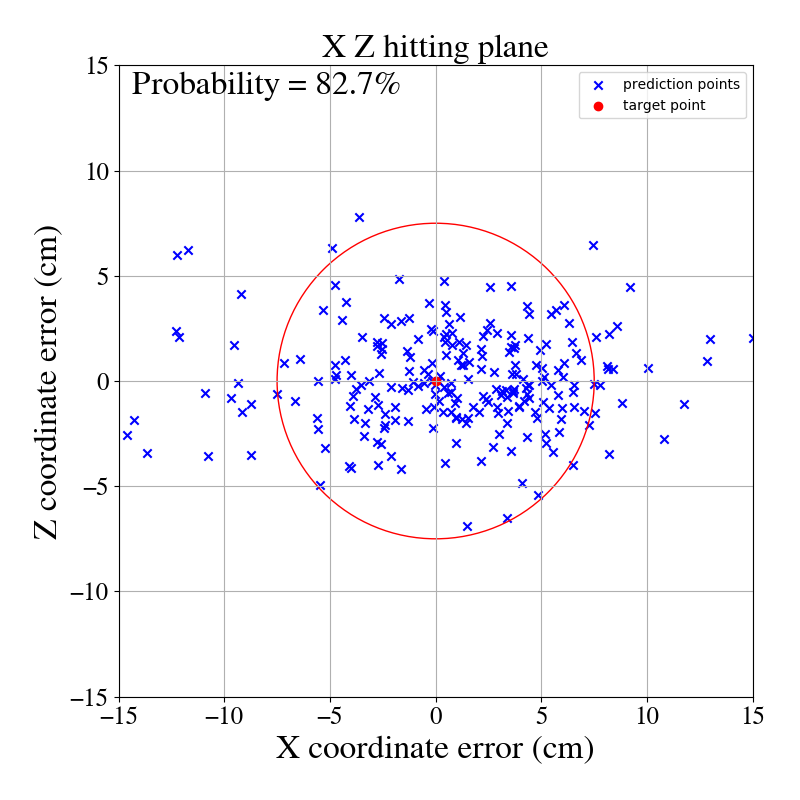 X Z hitting plane
Probability = 82.7%
prediction points
target point
Z coordinate error (cm)
15
10
5
0
−5
−10
−15
−15 −10 −5 0 5 10 15
X coordinate error (cm)